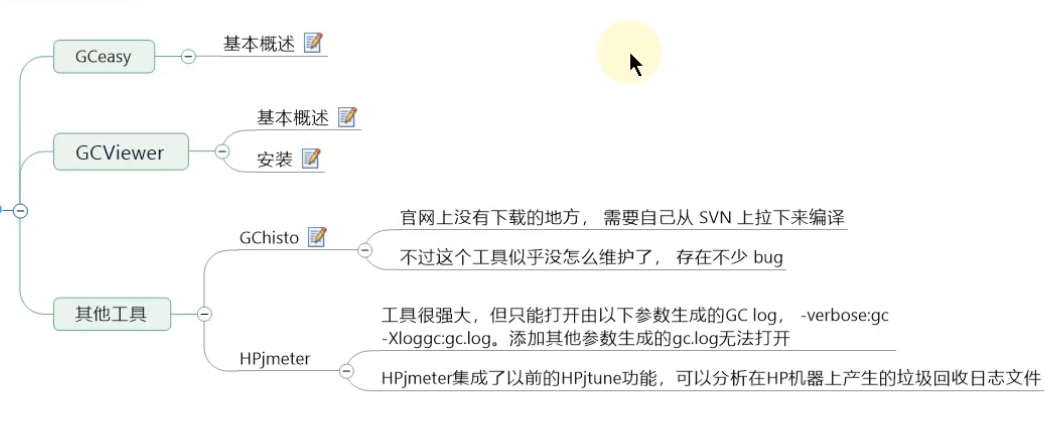 GCeasy
基本概述
GCViewer
基本概述
安装
其他工具
GChisto
官网上没有下载的地方， 需要自己从 SVN 上拉下来编译
不过这个工具似乎没怎么维护了， 存在不少 bug
HPjmeter
工具很强大，但只能打开由以下参数生成的GC log， -verbose:gc
-Xloggc:gc.log。添加其他参数生成的gc.log无法打开
HPjmeter集成了以前的HPjtune功能，可以分析在HP机器上产生的垃圾回收日志文件